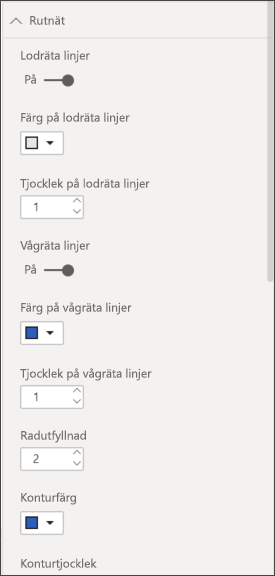 Rutnät
Lodräta linjer
På
Färg på lodräta linjer
Tjocklek på lodräta linjer
1
Vågräta linjer
På
Färg på vågräta linjer
Tjocklek på vågräta linjer
1
Radutfyllnad
2
Konturfärg
Konturtjocklek